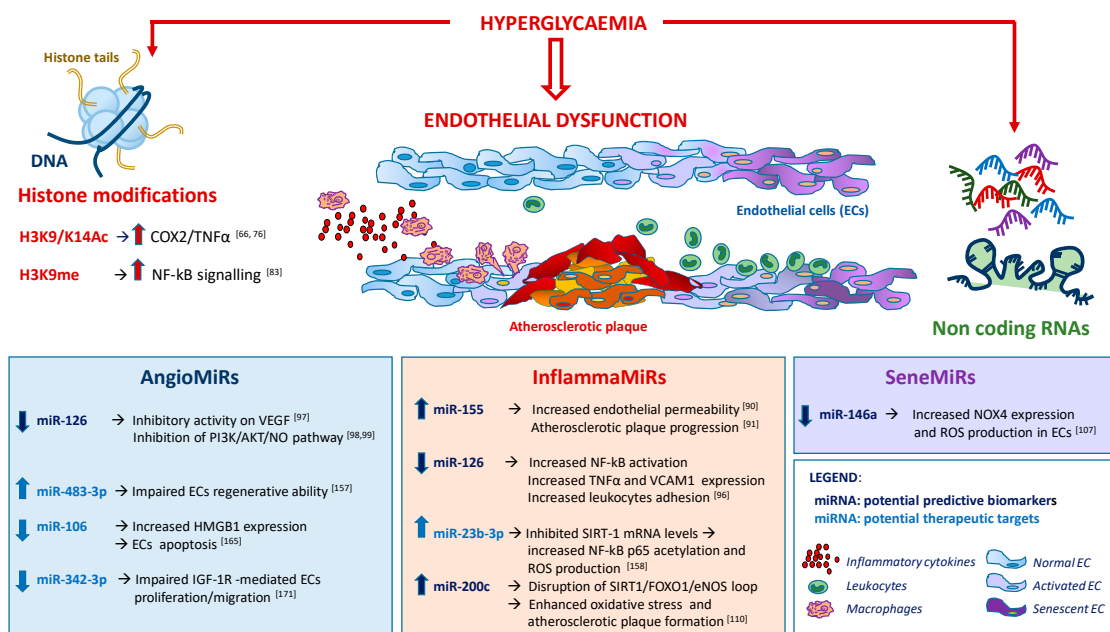 HYPERGLYCAEMIA
Histone tails
DNA
Histone modifications
H3K9/K14Ac → COX2/TNFα [66, 76]
H3K9me → NF-kB signalling [83]
ENDOTHELIAL DYSFUNCTION
Endothelial cells (ECs)
Atherosclerotic plaque
Non coding RNAs
AngioMiRs
miR-126 → Inhibitory activity on VEGF [97]
Inhibition of PI3K/AKT/NO pathway [98,99]
miR-483-3p → Impaired ECs regenerative ability [157]
miR-106 → Increased HMGB1 expression
→ ECs apoptosis [165]
miR-342-3p → Impaired IGF-1R -mediated ECs
proliferation/migration [171]
InflammaMiRs
miR-155 → Increased endothelial permeability [90]
Atherosclerotic plaque progression [91]
miR-126 → Increased NF-kB activation
Increased TNFα and VCAM1 expression
Increased leukocytes adhesion [96]
miR-23b-3p → Inhibited SIRT-1 mRNA levels →
increased NF-kB p65 acetylation and
ROS production [158]
miR-200c → Disruption of SIRT1/FOXO1/eNOS loop
→ Enhanced oxidative stress and
atherosclerotic plaque formation [110]
SeneMiRs
miR-146a → Increased NOX4 expression
and ROS production in ECs [107]
LEGEND:
miRNA: potential predictive biomarkers
miRNA: potential therapeutic targets
Inflammatory cytokines
Leukocytes
Macrophages
Normal EC
Activated EC
Senescent EC